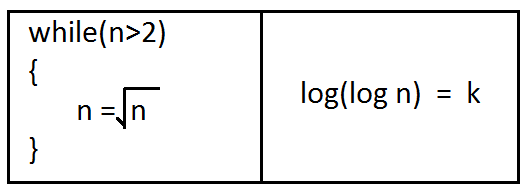 while(n>2)
{
n =√n
}
log(log n) = k